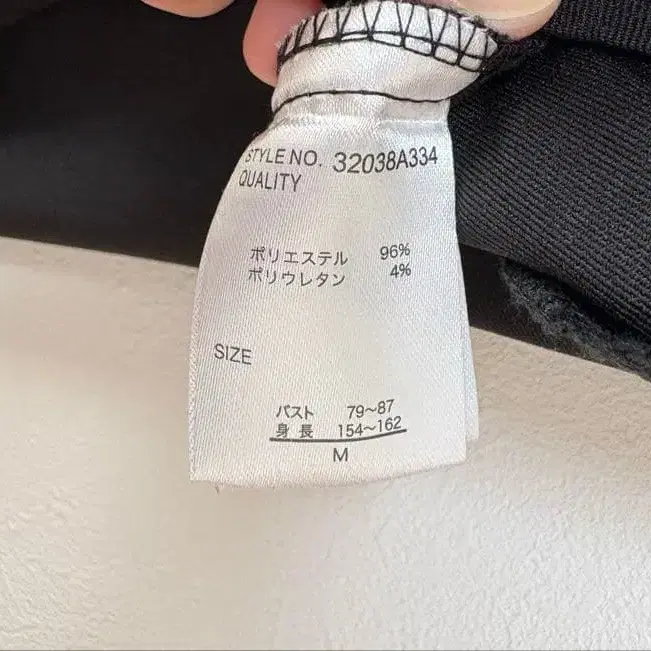 STYLE NO. 32038A334
QUALITY
ポリエステル 96%
ポリウレタン 4%
SIZE
バスト 79~87
身長 154~162
M